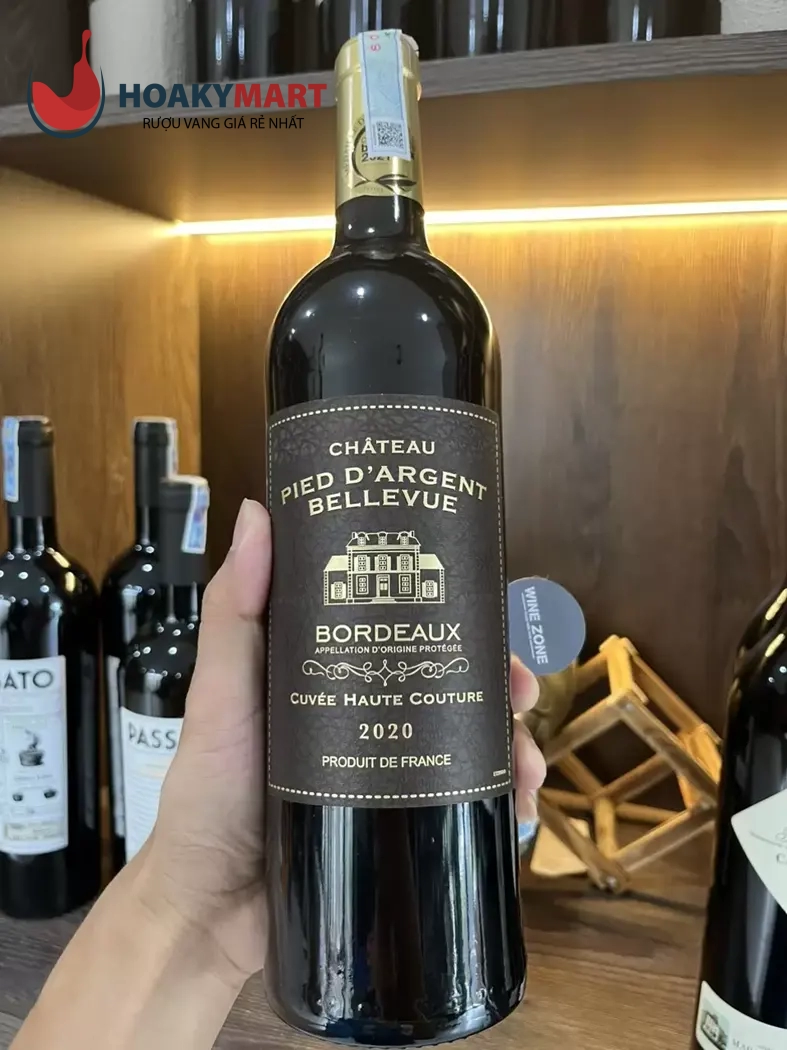 HOAKYMART
RƯỢU VANG GIÁ RẺ NHẤT
CHÂTEAU
PIED D'ARGENT
BELLEVUE
BORDEAUX
APPELLATION D'ORIGINE PROTÉGÉE
CUVÉE HAUTE COUTURE
2020
PRODUIT DE FRANCE
WINE ZONE
PASS